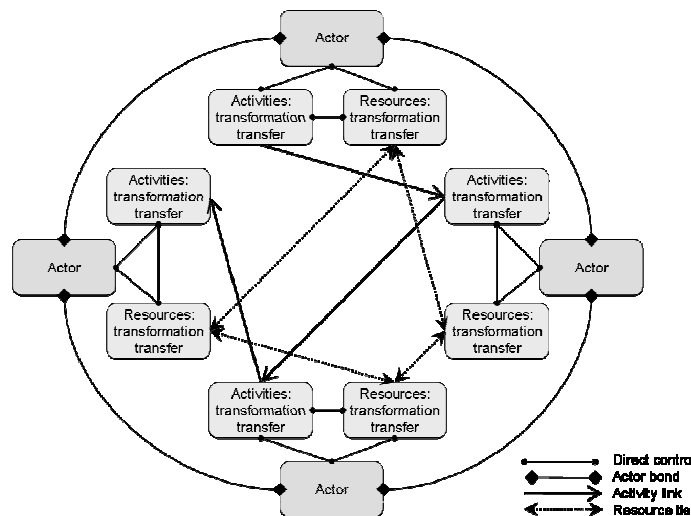 Actor
Activities:
transformation
transfer
Resources:
transformation
transfer
Activities:
transformation
transfer
Activities:
transformation
transfer
Actor
Actor
Resources:
transformation
transfer
Resources:
transformation
transfer
Activities:
transformation
transfer
Resources:
transformation
transfer
Actor
Direct contro
Actor bond
Activity link
Resource tie